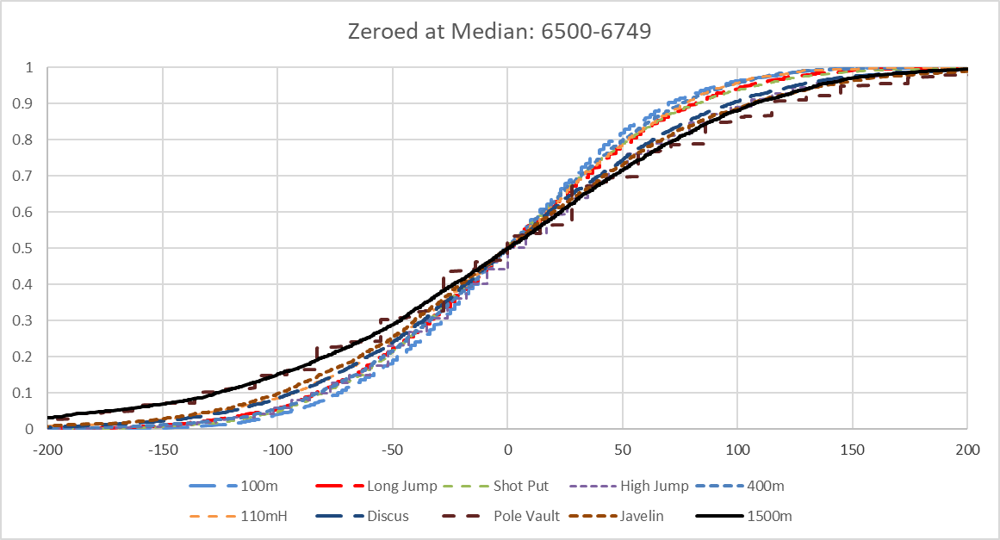 Zeroed at Median: 6500-6749
1
0.9
0.8
0.7
0.6
0.5
0.4
0.3
0.2
0.1
0
-200 -150 -100 -50 0 50 100 150 200
100m Long Jump Shot Put High Jump 400m
110mH Discus Pole Vault Javelin 1500m